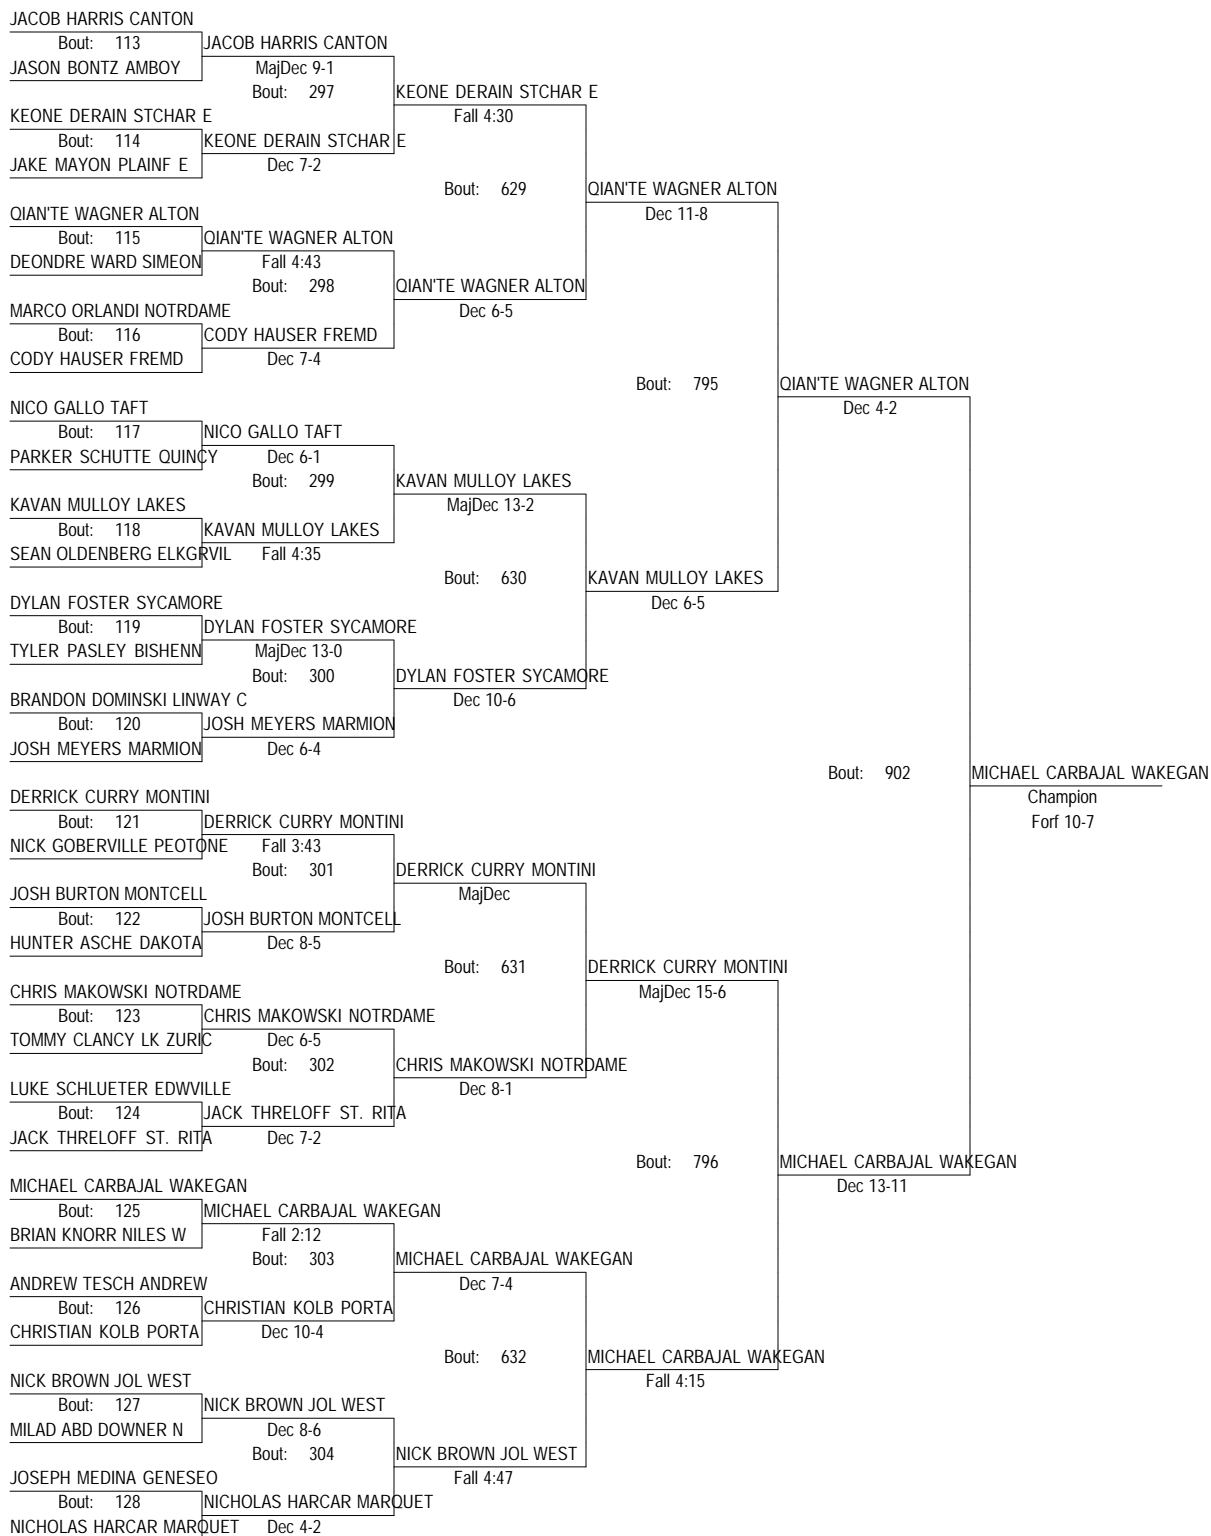 JACOB HARRIS CANTON
Bout: 113 JACOB HARRIS CANTON
JASON BONTZ AMBOY MajDec 9-1
Bout: 297 KEONE DERAIN STCHAR E
KEONE DERAIN STCHAR E Fall 4:30
Bout: 114 KEONE DERAIN STCHAR E
JAKE MAYON PLAINF E Dec 7-2
Bout: 629 QIAN'TE WAGNER ALTON
QIAN'TE WAGNER ALTON Dec 11-8
Bout: 115 QIAN'TE WAGNER ALTON
DEONDRE WARD SIMEON Fall 4:43
Bout: 298 QIAN'TE WAGNER ALTON
MARCO ORLANDI NOTRDAME Dec 6-5
Bout: 116 CODY HAUSER FREMD
CODY HAUSER FREMD Dec 7-4
Bout: 795 QIAN'TE WAGNER ALTON
NICO GALLO TAFT Dec 4-2
Bout: 117 NICO GALLO TAFT
PARKER SCHUTTE QUINCY Dec 6-1
Bout: 299 KAVAN MULLOY LAKES
KAVAN MULLOY LAKES MajDec 13-2
Bout: 118 KAVAN MULLOY LAKES
SEAN OLDENBERG ELKGRVIL Fall 4:35
Bout: 630 KAVAN MULLOY LAKES
DYLAN FOSTER SYCAMORE Dec 6-5
Bout: 119 DYLAN FOSTER SYCAMORE
TYLER PASLEY BISHENN MajDec 13-0
Bout: 300 DYLAN FOSTER SYCAMORE
BRANDON DOMINSKI LINWAY C Dec 10-6
Bout: 120 JOSH MEYERS MARMION
JOSH MEYERS MARMION Dec 6-4
Bout: 902 MICHAEL CARBAJAL WAKEGAN
DERRICK CURRY MONTINI Champion
Bout: 121 DERRICK CURRY MONTINI Forf 10-7
NICK GOBERVILLE PEOTONE Fall 3:43
Bout: 301 DERRICK CURRY MONTINI
JOSH BURTON MONTCELL MajDec
Bout: 122 JOSH BURTON MONTCELL
HUNTER ASCHE DAKOTA Dec 8-5
Bout: 631 DERRICK CURRY MONTINI
CHRIS MAKOWSKI NOTRDAME MajDec 15-6
Bout: 123 CHRIS MAKOWSKI NOTRDAME
TOMMY CLANCY LK ZURIC Dec 6-5
Bout: 302 CHRIS MAKOWSKI NOTRDAME
LUKE SCHLUETER EDWVILLE Dec 8-1
Bout: 124 JACK THRELOFF ST. RITA
JACK THRELOFF ST. RITA Dec 7-2
Bout: 796 MICHAEL CARBAJAL WAKEGAN
MICHAEL CARBAJAL WAKEGAN Dec 13-11
Bout: 125 MICHAEL CARBAJAL WAKEGAN
BRIAN KNORR NILES W Fall 2:12
Bout: 303 MICHAEL CARBAJAL WAKEGAN
ANDREW TESCH ANDREW Dec 7-4
Bout: 126 CHRISTIAN KOLB PORTA
CHRISTIAN KOLB PORTA Dec 10-4
Bout: 632 MICHAEL CARBAJAL WAKEGAN
NICK BROWN JOL WEST Fall 4:15
Bout: 127 NICK BROWN JOL WEST
MILAD ABD DOWNER N Dec 8-6
Bout: 304 NICK BROWN JOL WEST
JOSEPH MEDINA GENESEO Fall 4:47
Bout: 128 NICHOLAS HARCAR MARQUET
NICHOLAS HARCAR MARQUET Dec 4-2